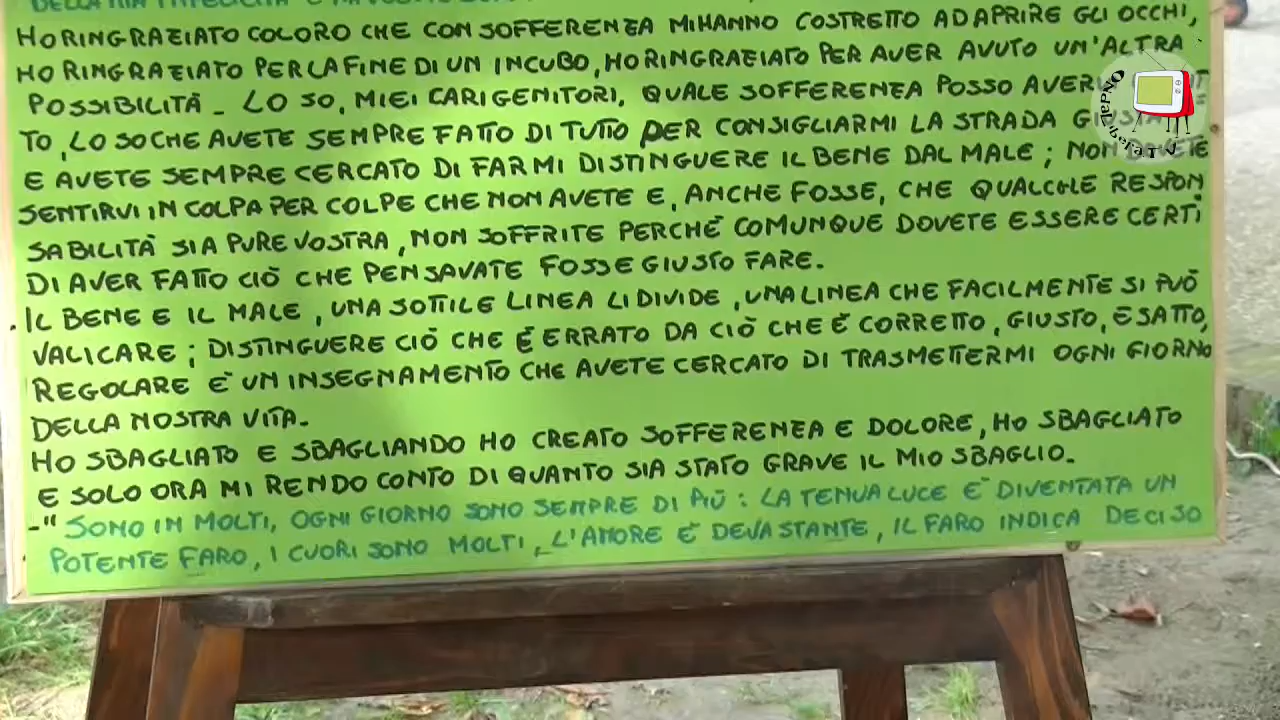 DELLA MIA
HO RINGRAZIATO COLORO CHE CON SOFFERENZA MI HANNO COSTRETTO AD APRIRE GLI OCCHI,
HO RINGRAZIATO PER LA FINE DI UN INCUBO, HO RINGRAZIATO PER AVER AVUTO UN'ALTRA
POSSIBILITÀ - LO SO, MIEI CARI GENITORI, QUALE SOFFERENZA POSSO AVERVI
TO, LO SO CHE AVETE SEMPRE FATTO DI TUTTO PER CONSIGLIARMI LA STRADA
E AVETE SEMPRE CERCATO DI FARMI DISTINGUERE IL BENE DAL MALE; NON DOVETE
SENTIRVI IN COLPA PER COLPE CHE NON AVETE E, ANCHE FOSSE, CHE QUALCHE RESPON
SABILITÀ SIA PURE VOSTRA, NON SOFFRITE PERCHÉ COMUNQUE DOVETE ESSERE CERTI
DI AVER FATTO CIÒ CHE PENSAVATE FOSSE GIUSTO FARE.
. IL BENE E IL MALE, UNA SOTTILE LINEA LI DIVIDE, UNA LINEA CHE FACILMENTE SI PUÒ
VALICARE; DISTINGUERE CIÒ CHE È ERRATO DA CIÒ CHE È CORRETTO, GIUSTO, ESATTO,
REGOLARE E' UN INSEGNAMENTO CHE AVETE CERCATO DI TRASMETTERMI OGNI GIORNO
DELLA NOSTRA VITA.
HO SBAGLIATO E SBAGLIANDO HO CREATO SOFFERENZA E DOLORE, HO SBAGLIATO
E SOLO ORA MI RENDO CONTO DI QUANTO SIA STATO GRAVE IL MIO SBAGLIO.
-" SONO IN MOLTI, OGNI GIORNO SONO SEMPRE DI PIÙ: LA TENUA LUCE E' DIVENTATA UN
POTENTE FARO, I CUORI SONO MOLTI, L'AMORE E' DEVASTANTE, IL FARO INDICA DECISO
OndaLiberaTV